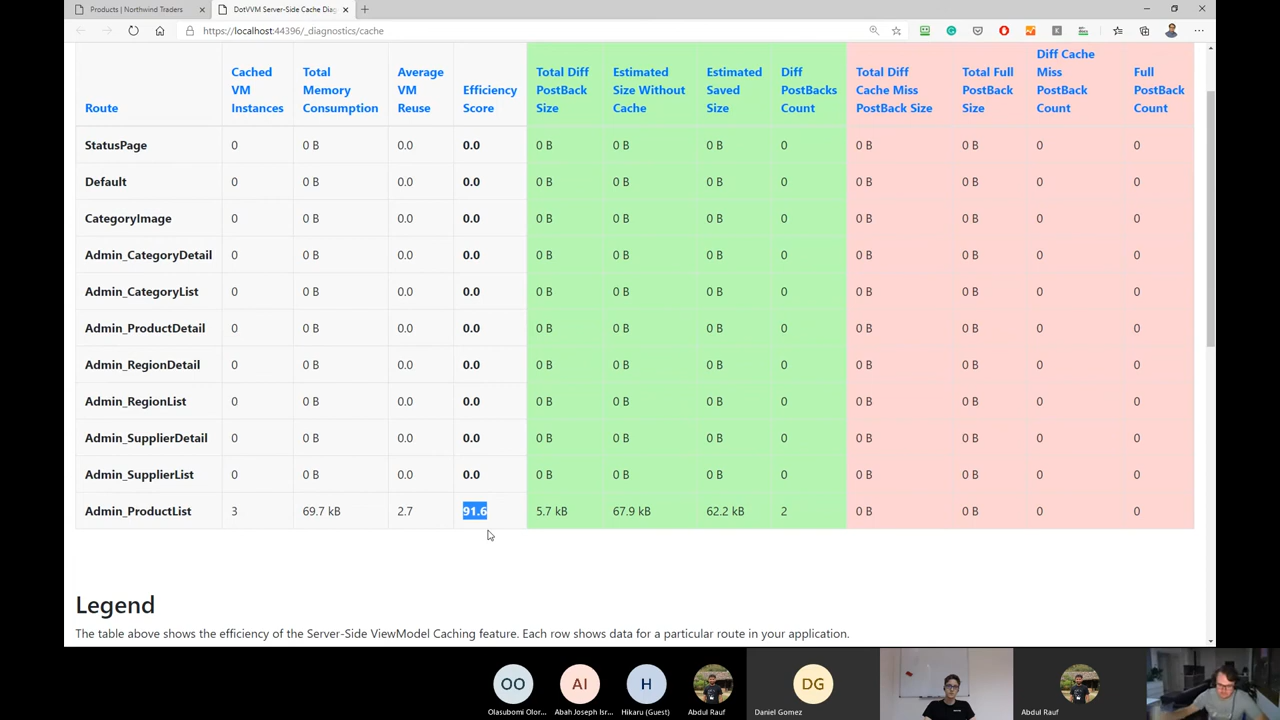 Products | Northwind Traders
DotVVM Server-Side Cache Diag
https://localhost:44396/_diagnostics/cache
Route
Cached VM Instances
Total Memory Consumption
Average VM Reuse
Efficiency Score
Total Diff PostBack Size
Estimated Size Without Cache
Estimated Saved Size
Diff PostBacks Count
Total Diff Cache Miss PostBack Size
Total Full PostBack Size
Diff Cache Miss PostBack Count
Full PostBack Count
StatusPage 0 0 B 0.0 0.0 0 B 0 B 0 B 0 0 B 0 B 0 0
Default 0 0 B 0.0 0.0 0 B 0 B 0 B 0 0 B 0 B 0 0
CategoryImage 0 0 B 0.0 0.0 0 B 0 B 0 B 0 0 B 0 B 0 0
Admin_CategoryDetail 0 0 B 0.0 0.0 0 B 0 B 0 B 0 0 B 0 B 0 0
Admin_CategoryList 0 0 B 0.0 0.0 0 B 0 B 0 B 0 0 B 0 B 0 0
Admin_ProductDetail 0 0 B 0.0 0.0 0 B 0 B 0 B 0 0 B 0 B 0 0
Admin_RegionDetail 0 0 B 0.0 0.0 0 B 0 B 0 B 0 0 B 0 B 0 0
Admin_RegionList 0 0 B 0.0 0.0 0 B 0 B 0 B 0 0 B 0 B 0 0
Admin_SupplierDetail 0 0 B 0.0 0.0 0 B 0 B 0 B 0 0 B 0 B 0 0
Admin_SupplierList 0 0 B 0.0 0.0 0 B 0 B 0 B 0 0 B 0 B 0 0
Admin_ProductList 3 69.7 kB 2.7 91.6 5.7 kB 67.9 kB 62.2 kB 2 0 B 0 B 0 0
Legend
The table above shows the efficiency of the Server-Side ViewModel Caching feature. Each row shows data for a particular route in your application.
OO
AI
H
DG
Olasubomi Olor...
Abah Joseph Isr...
Hikaru (Guest)
Abdul Rauf
Daniel Gomez
Abdul Rauf